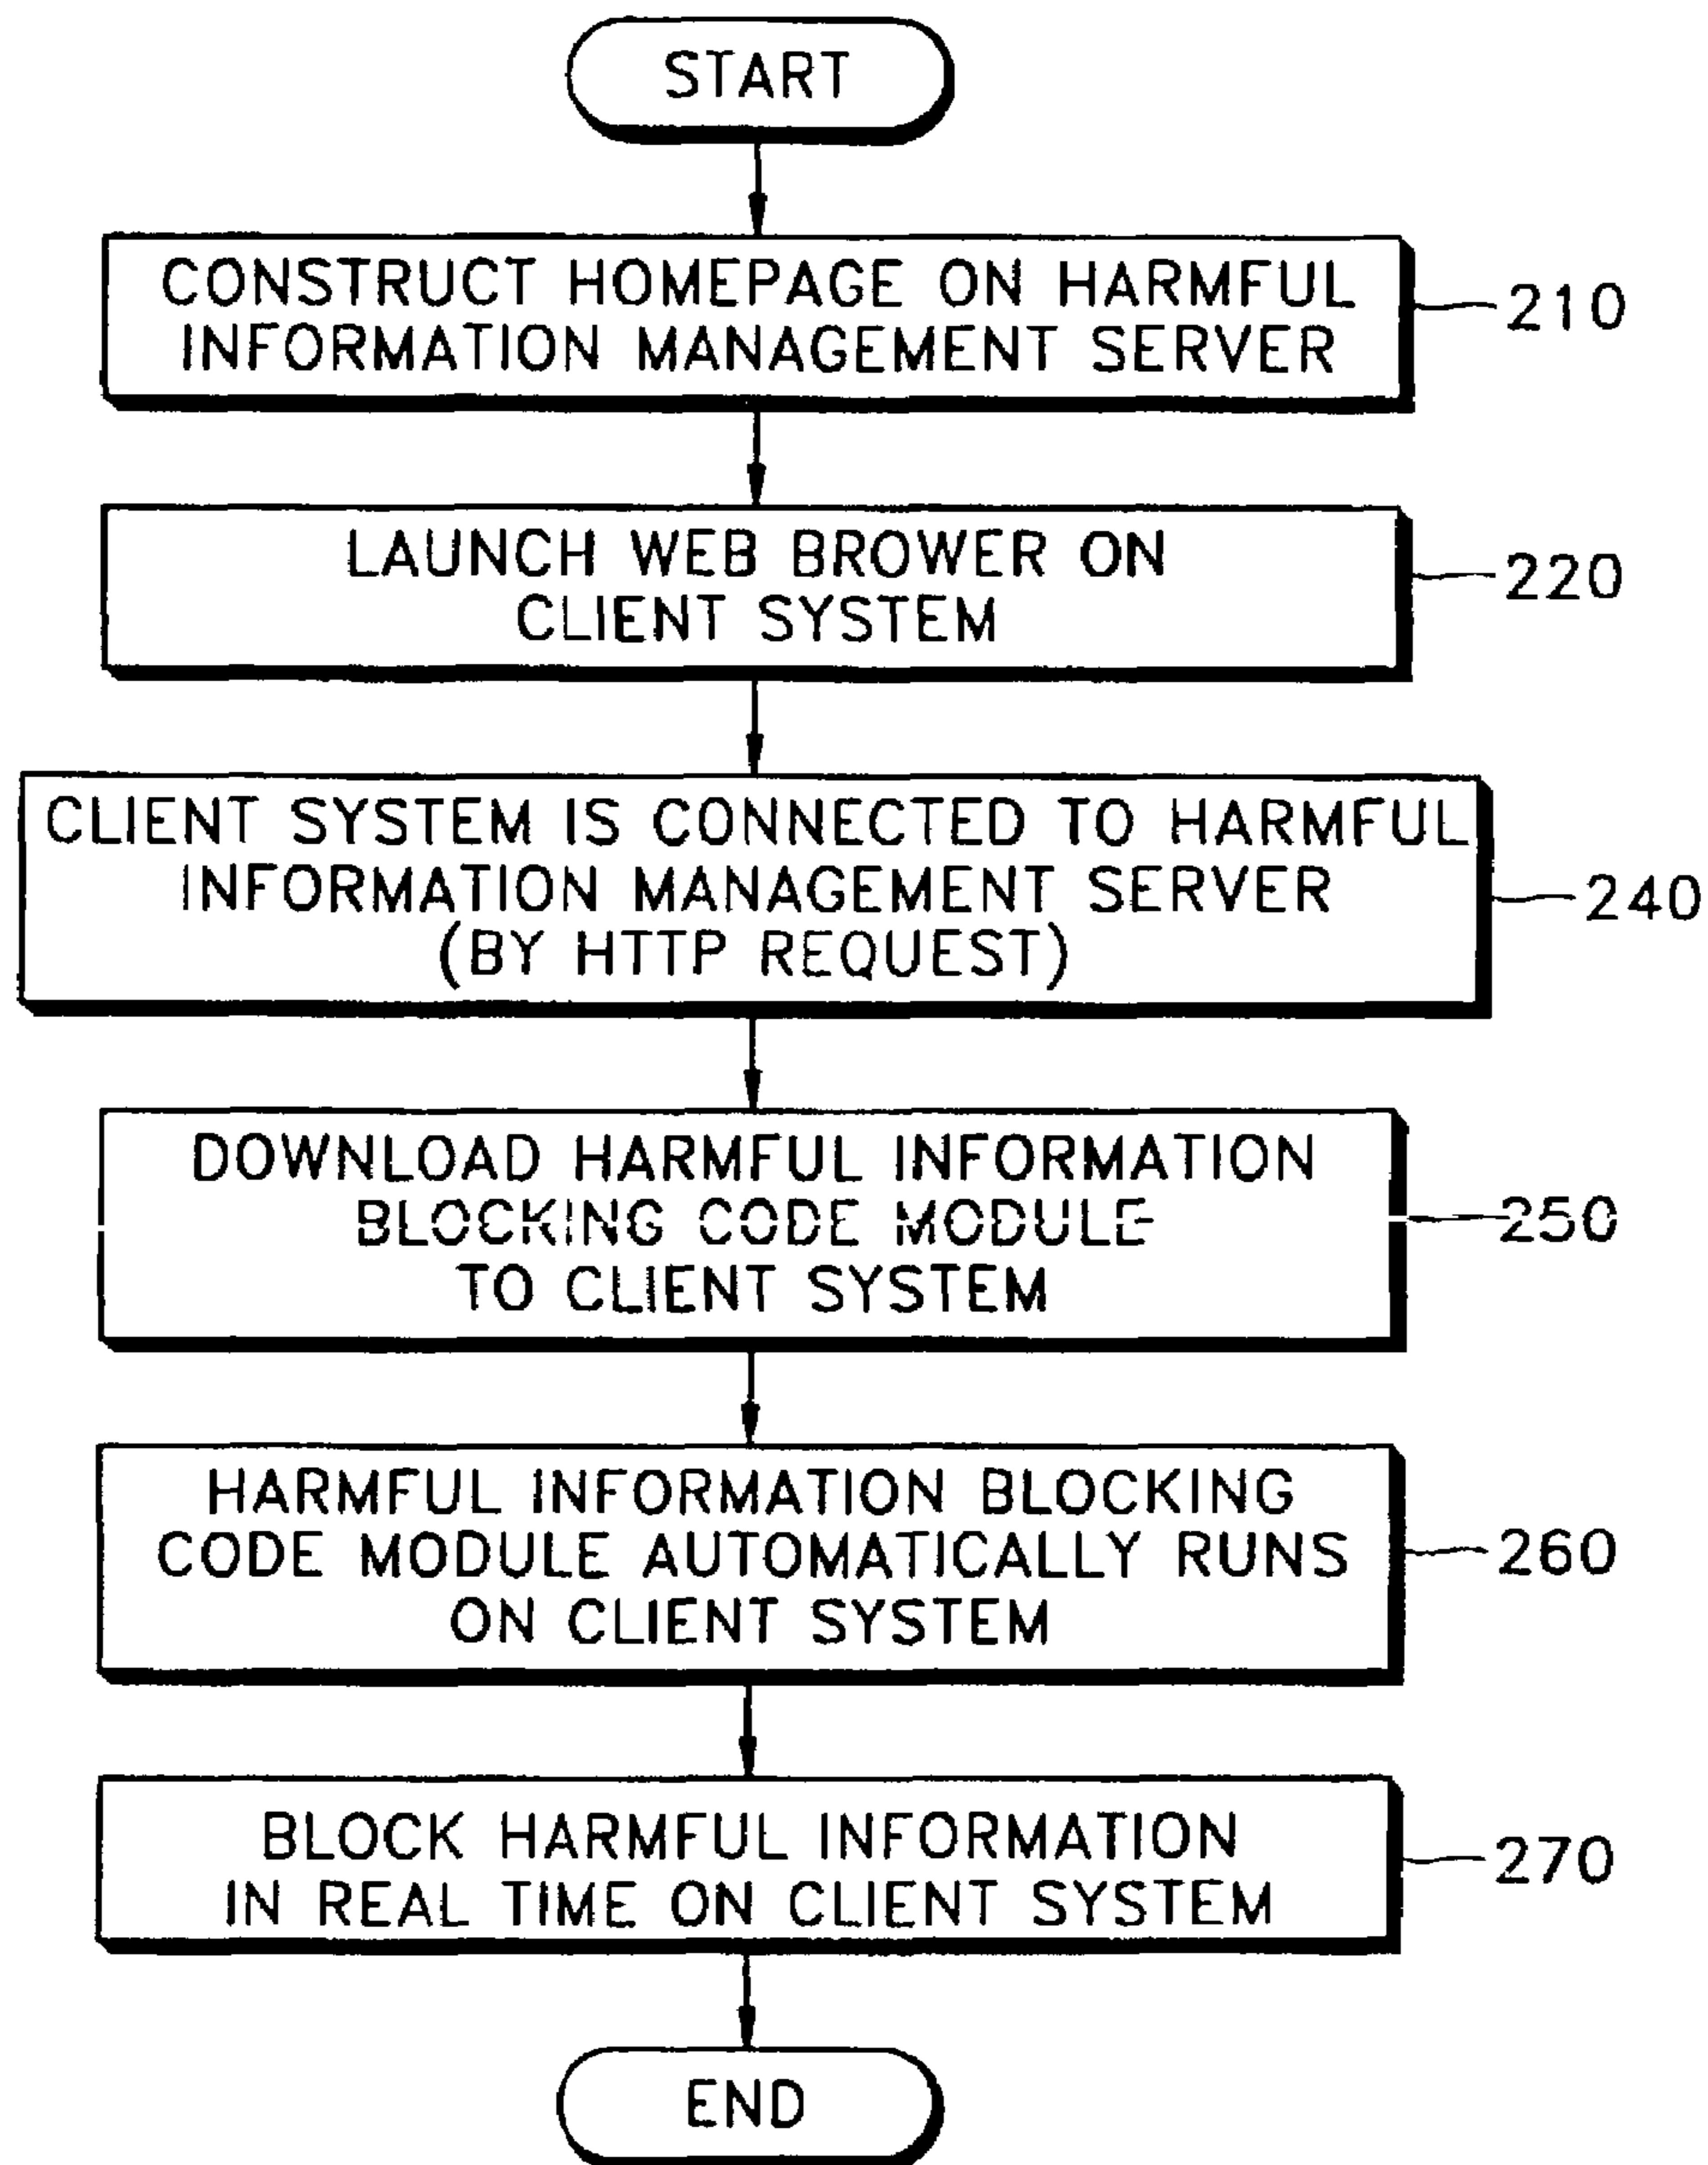 START
CONSTRUCT HOMEPAGE ON HARMFUL
INFORMATION MANAGEMENT SERVER
210
LAUNCH WEB BROWER ON
CLIENT SYSTEM
220
CLIENT SYSTEM IS CONNECTED TO HARMFUL
INFORMATION MANAGEMENT SERVER
(BY HTTP REQUEST)
240
DOWNLOAD HARMFUL INFORMATION
BLOCKING CODE MODULE
TO CLIENT SYSTEM
250
HARMFUL INFORMATION BLOCKING
CODE MODULE AUTOMATICALLY RUNS
ON CLIENT SYSTEM
260
BLOCK HARMFUL INFORMATION
IN REAL TIME ON CLIENT SYSTEM
270
END